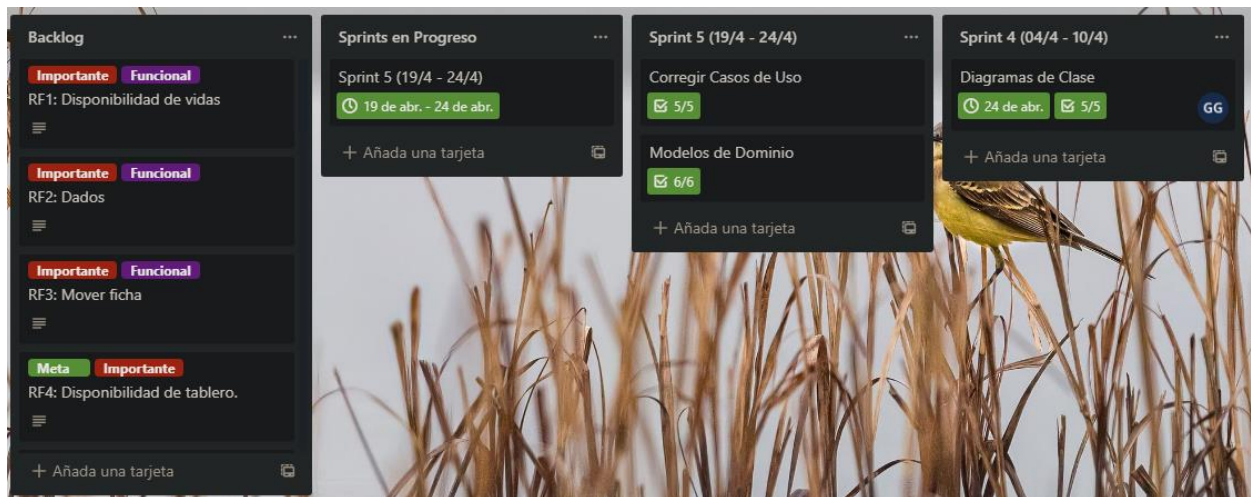 Backlog
Importante Funcional
RF1: Disponibilidad de vidas
Importante Funcional
RF2: Dados
Importante Funcional
RF3: Mover ficha
Meta Importante
RF4: Disponibilidad de tablero.
+ Añada una tarjeta
Sprints en Progreso
Sprint 5 (19/4 - 24/4)
19 de abr. - 24 de abr.
+ Añada una tarjeta
Sprint 5 (19/4 - 24/4)
Corregir Casos de Uso
5/5
Modelos de Dominio
6/6
+ Añada una tarjeta
Sprint 4 (04/4 - 10/4)
Diagramas de Clase
24 de abr. 5/5 GG
+ Añada una tarjeta